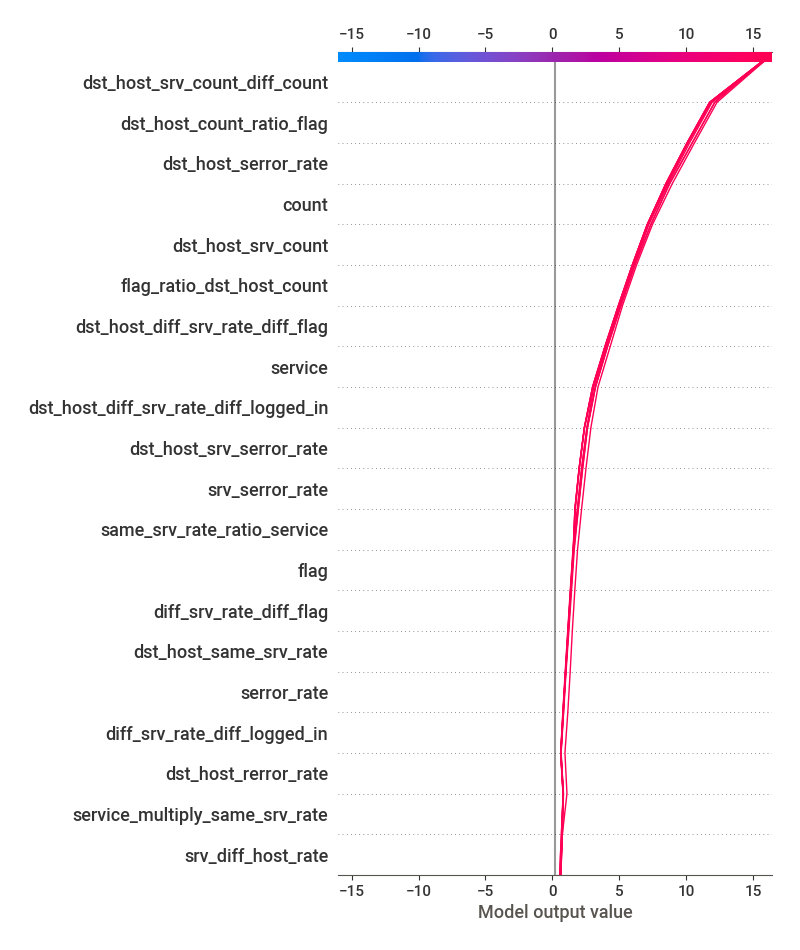 −15 −10 −5 0 5 10 15
dst_host_srv_count_diff_count
dst_host_count_ratio_flag
dst_host_serror_rate
count
dst_host_srv_count
flag_ratio_dst_host_count
dst_host_diff_srv_rate_diff_flag
service
dst_host_diff_srv_rate_diff_logged_in
dst_host_srv_serror_rate
srv_serror_rate
same_srv_rate_ratio_service
flag
diff_srv_rate_diff_flag
dst_host_same_srv_rate
serror_rate
diff_srv_rate_diff_logged_in
dst_host_rerror_rate
service_multiply_same_srv_rate
srv_diff_host_rate
−15 −10 −5 0 5 10 15
Model output value